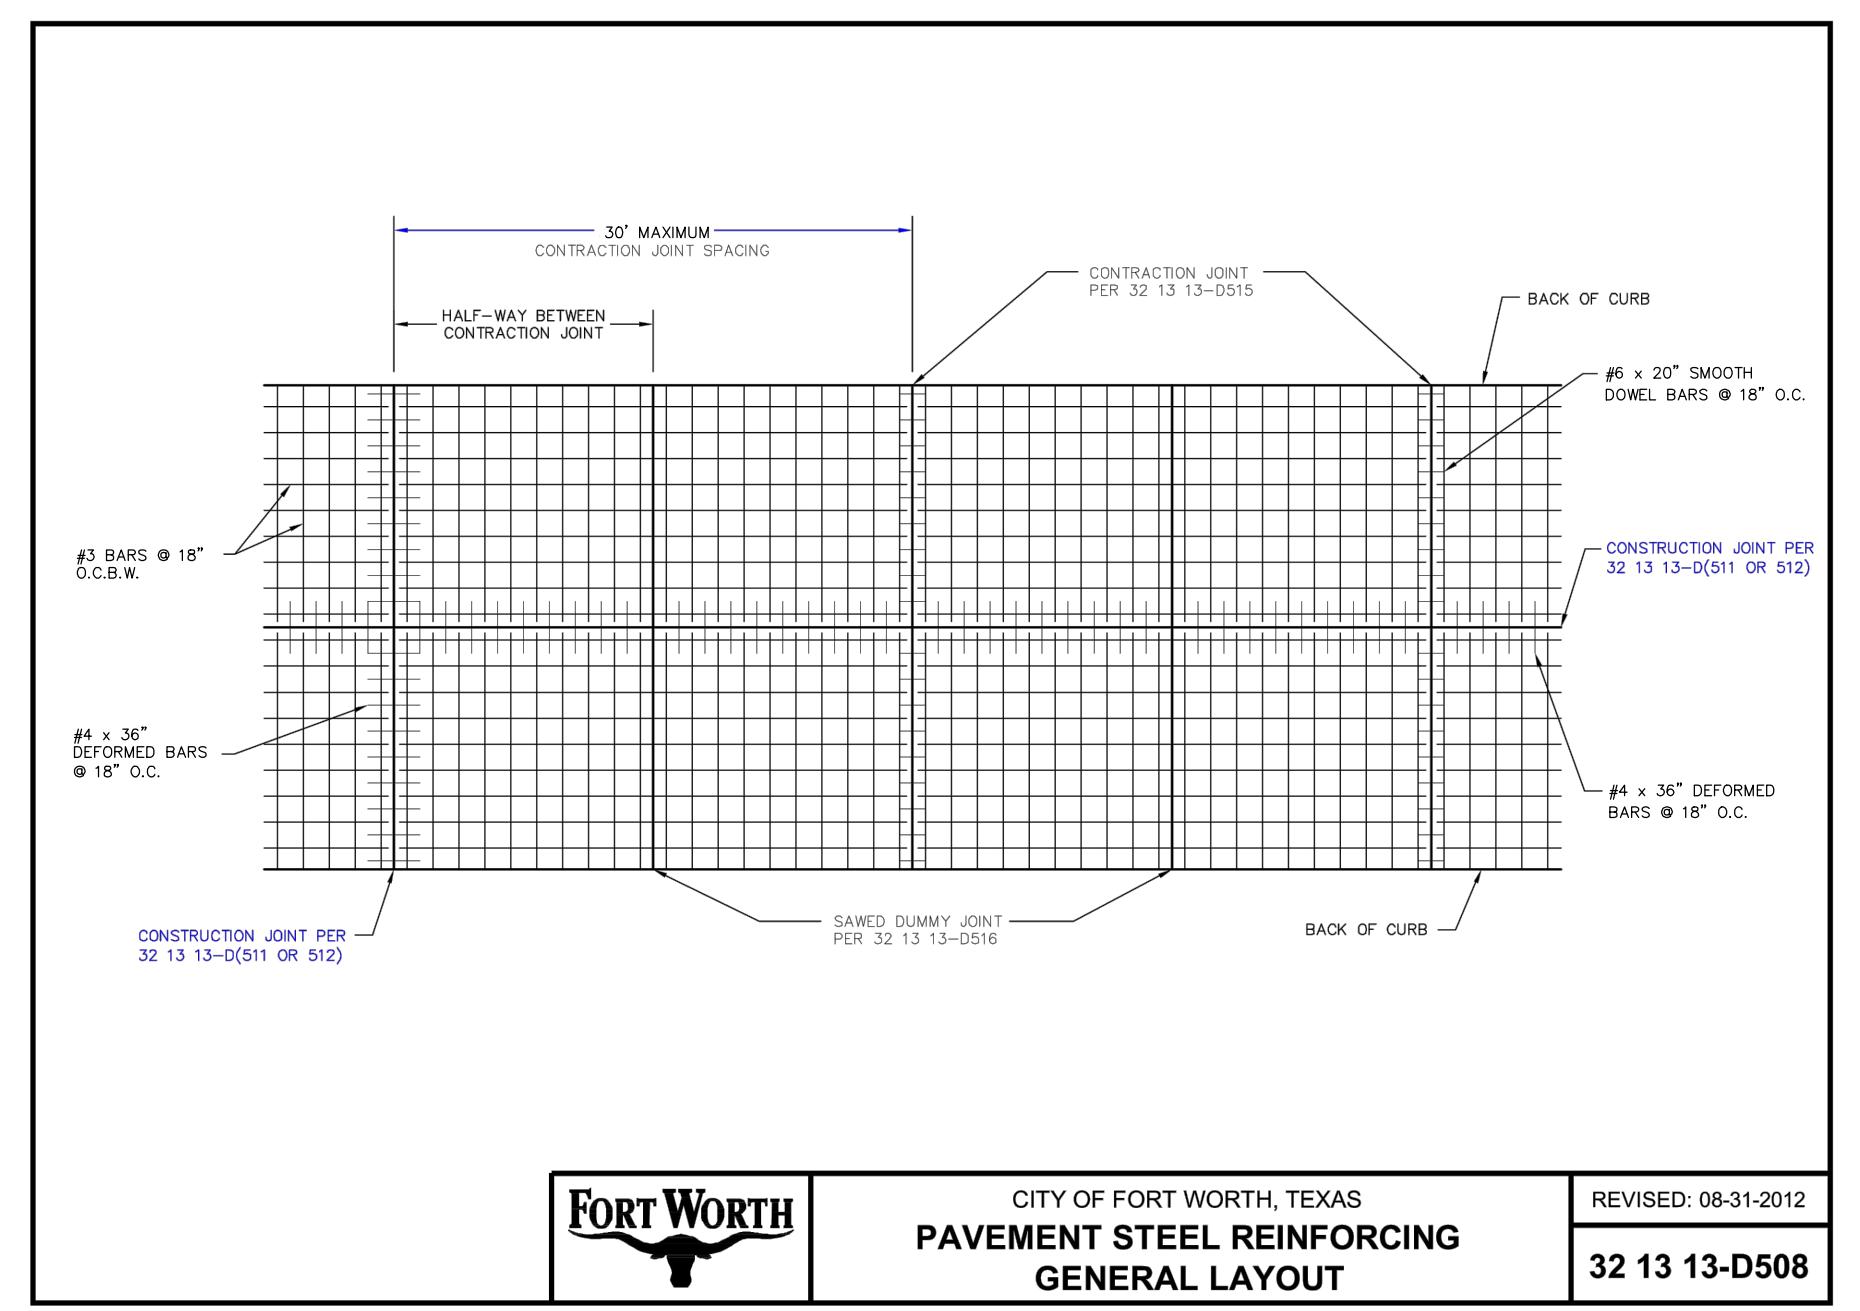 30' MAXIMUM
CONTRACTION JOINT SPACING
CONTRACTION JOINT
PER 32 13 13-D515
BACK OF CURB
HALF-WAY BETWEEN
CONTRACTION JOINT
#6 x 20" SMOOTH
DOWEL BARS @ 18" O.C.
#3 BARS @ 18"
O.C.B.W.
CONSTRUCTION JOINT PER
32 13 13-D(511 OR 512)
#4 x 36"
DEFORMED BARS
@ 18" O.C.
#4 x 36" DEFORMED
BARS @ 18" O.C.
CONSTRUCTION JOINT PER
32 13 13-D(511 OR 512)
SAWED DUMMY JOINT
PER 32 13 13-D516
BACK OF CURB
FORT WORTH
CITY OF FORT WORTH, TEXAS
PAVEMENT STEEL REINFORCING
GENERAL LAYOUT
REVISED: 08-31-2012
32 13 13-D508